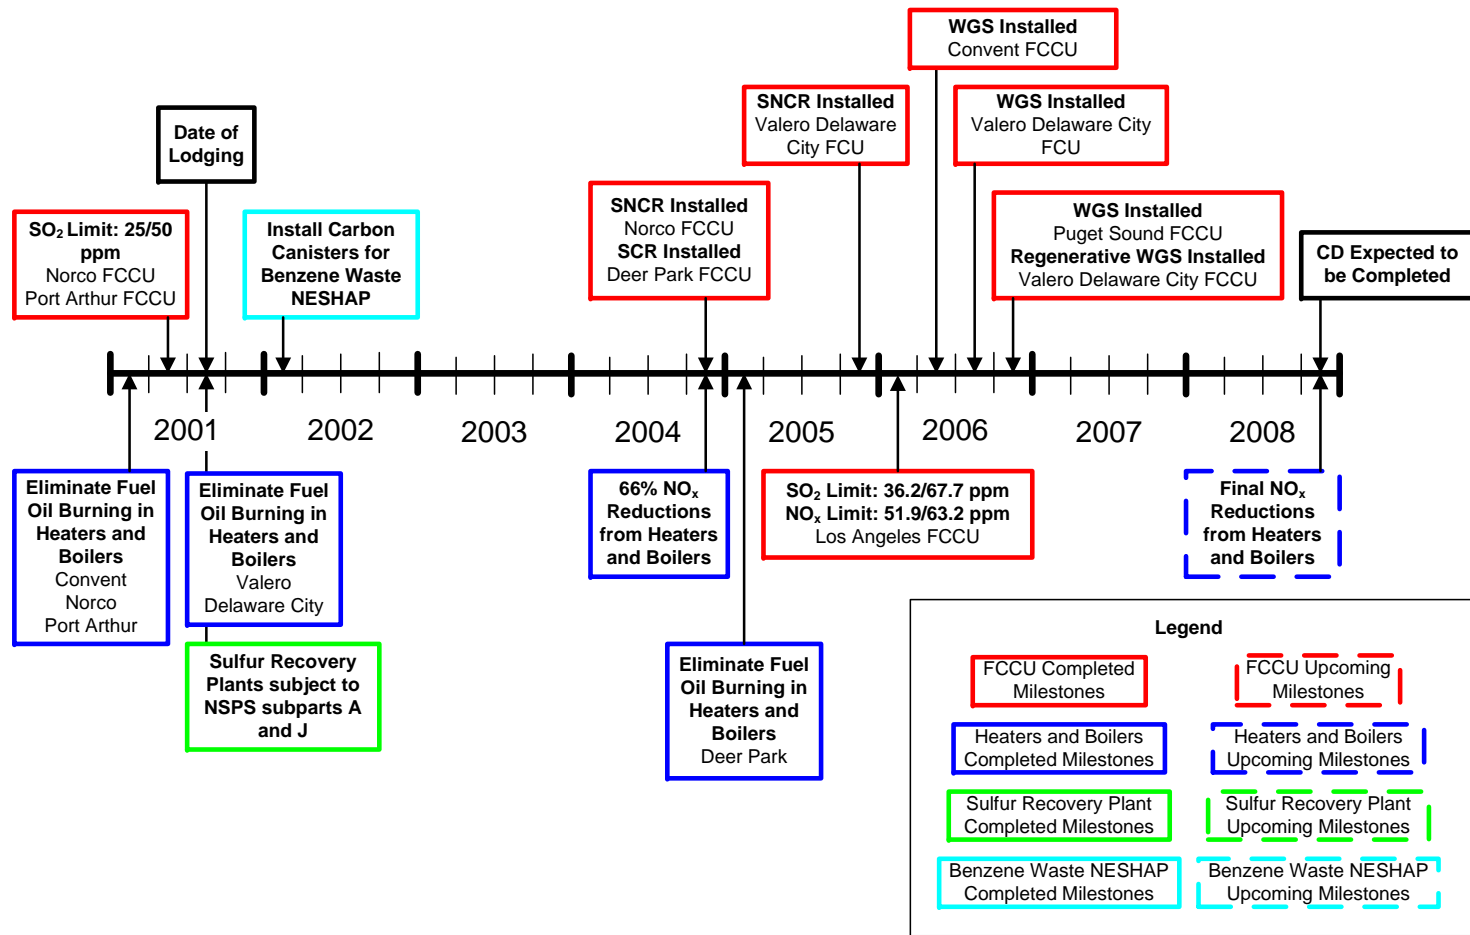 WGS Installed
Convent FCCU
SNCR Installed
Valero Delaware
City FCU
WGS Installed
Valero Delaware City
FCU
Date of
Lodging
SO₂ Limit: 25/50
ppm
Norco FCCU
Port Arthur FCCU
Install Carbon
Canisters for
Benzene Waste
NESHAP
SNCR Installed
Norco FCCU
SCR Installed
Deer Park FCCU
WGS Installed
Puget Sound FCCU
Regenerative WGS Installed
Valero Delaware City FCCU
CD Expected to
be Completed
2001
2002
2003
2004
2005
2006
2007
2008
Eliminate Fuel
Oil Burning in
Heaters and
Boilers
Convent
Norco
Port Arthur
Eliminate Fuel
Oil Burning in
Heaters and
Boilers
Valero
Delaware City
Sulfur Recovery
Plants subject to
NSPS subparts A
and J
66% NOₓ
Reductions
from Heaters
and Boilers
Eliminate Fuel
Oil Burning in
Heaters and
Boilers
Deer Park
SO₂ Limit: 36.2/67.7 ppm
NOₓ Limit: 51.9/63.2 ppm
Los Angeles FCCU
Final NOₓ
Reductions
from Heaters
and Boilers
Legend
FCCU Completed
Milestones
FCCU Upcoming
Milestones
Heaters and Boilers
Completed Milestones
Heaters and Boilers
Upcoming Milestones
Sulfur Recovery Plant
Completed Milestones
Sulfur Recovery Plant
Upcoming Milestones
Benzene Waste NESHAP
Completed Milestones
Benzene Waste NESHAP
Upcoming Milestones